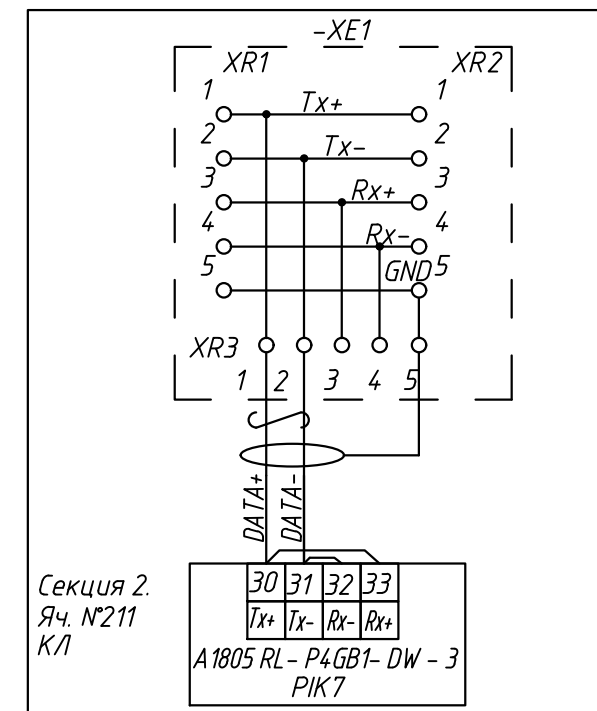 -XE1
XR1 XR2
1 Tx+ 1
2 Tx- 2
3 Rx+ 3
4 Rx- 4
5 GND 5
XR3
1 2 3 4 5
DATA+ DATA-
Секция 2.
Яч. №211
КЛ
30 31 32 33
Tx+ Tx- Rx- Rx+
A1805 RL - P4GB1- DW - 3
PIK7